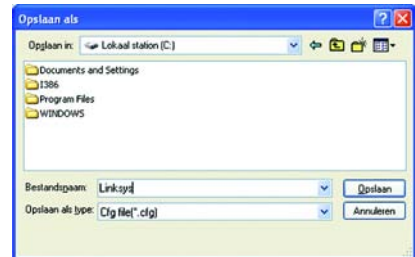 Opslaan als
Opslaan in: Lokaal station (C:)
Documents and Settings
I386
Program Files
WINDOWS
Bestandsnaam: Linksys
Opslaan
Opslaan als type: Cfg file(*.cfg)
Annuleren